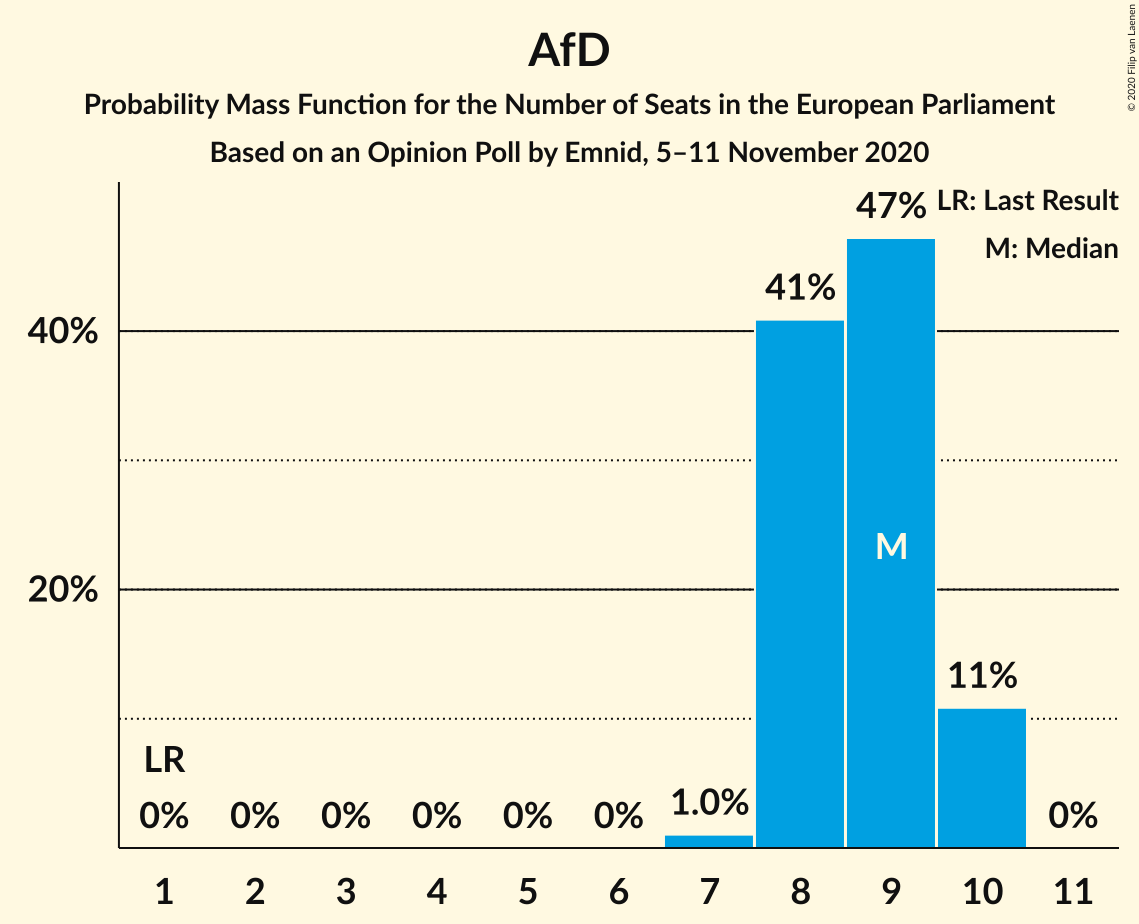 AfD
Probability Mass Function for the Number of Seats in the European Parliament
Based on an Opinion Poll by Emnid, 5–11 November 2020
© 2020 Filip van Laenen
LR: Last Result
M: Median
47%
41%
40%
M
20%
11%
LR
0% 0% 0% 0% 0% 0% 1.0% 0%
1 2 3 4 5 6 7 8 9 10 11